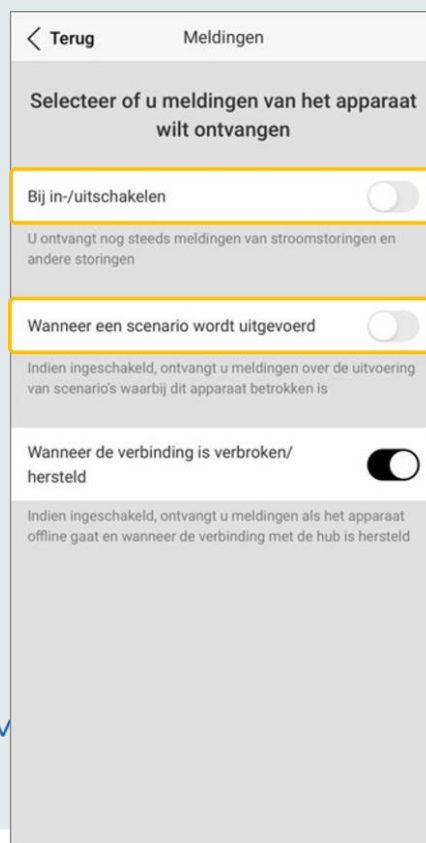 Terug
Meldingen
Selecteer of u meldingen van het apparaat
wilt ontvangen
Bij in-/uitschakelen
U ontvangt nog steeds meldingen van stroomstoringen en
andere storingen
Wanneer een scenario wordt uitgevoerd
Indien ingeschakeld, ontvangt u meldingen over de uitvoering
van scenario's waarbij dit apparaat betrokken is
Wanneer de verbinding is verbroken/
hersteld
Indien ingeschakeld, ontvangt u meldingen als het apparaat
offline gaat en wanneer de verbinding met de hub is hersteld